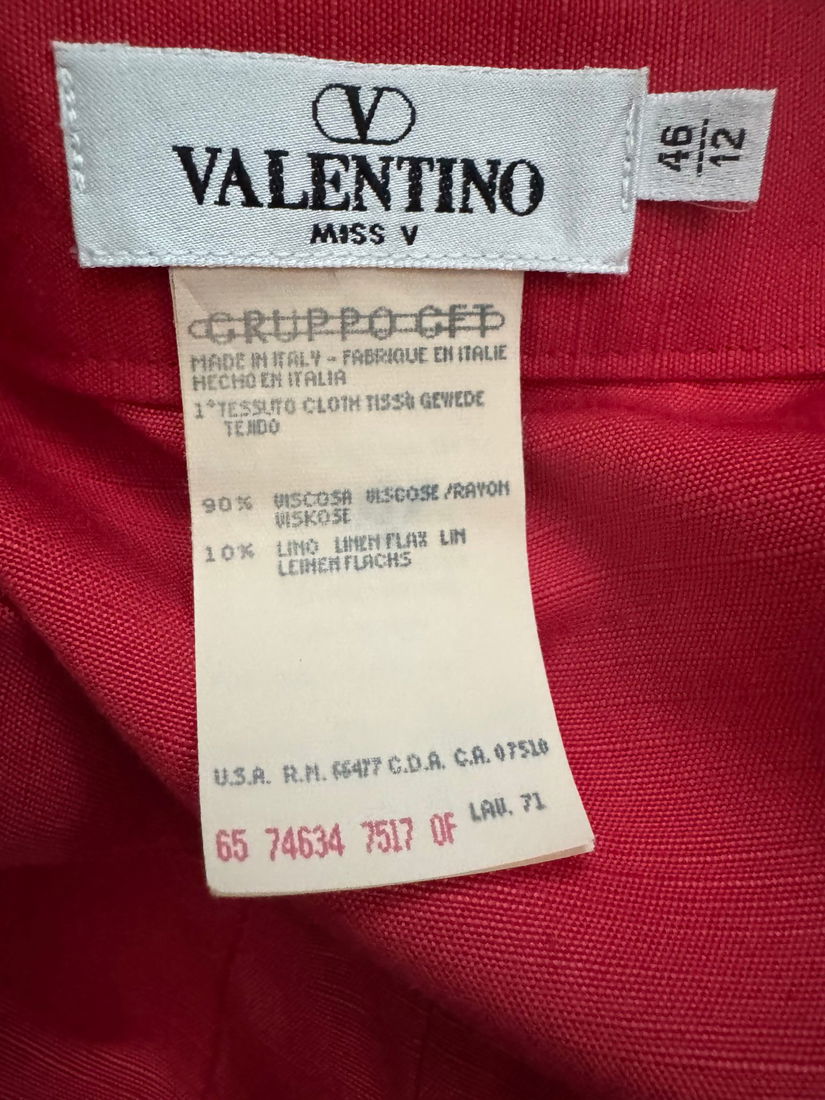 V
VALENTINO
MISS V
46
12
GRUPPO GFT
MADE IN ITALY - FABRIQUE EN ITALIE
HECHO EN ITALIA
1° TESSUTO CLOTH TISSU GEWEDE
TEJIDO
90% VISCOSA VISCOSE/RAYON
VISKOSE
10% LINO LINEN FLAX LIN
LEINEN FLACHS
U.S.A. R.N. 66477 C.D.A. C.A. 07510
LAV. 71
65 74634 7517 OF